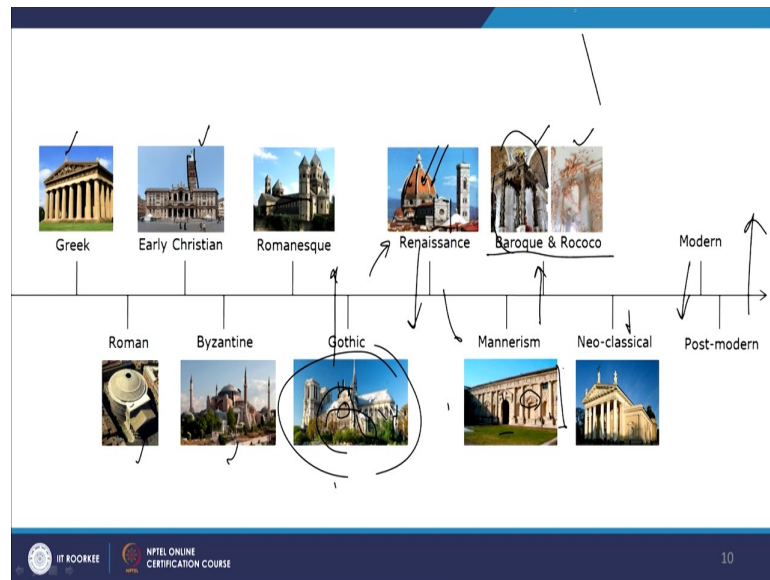 Greek
Early Christian
Romanesque
Renaissance
Baroque & Rococo
Modern
Roman
Byzantine
Gothic
Mannerism
Neo-classical
Post-modern
IIT ROORKEE
NPTEL ONLINE
CERTIFICATION COURSE
10